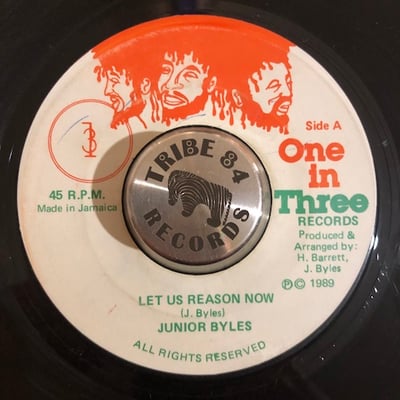 Side A
One
in
Three
RECORDS
45 R.P.M.
Made in Jamaica
Produced &
Arranged by:
H. Barrett,
J. Byles
℗© 1989
TRIBE 84
RECORDS
LET US REASON NOW
(J. Byles)
JUNIOR BYLES
ALL RIGHTS RESERVED